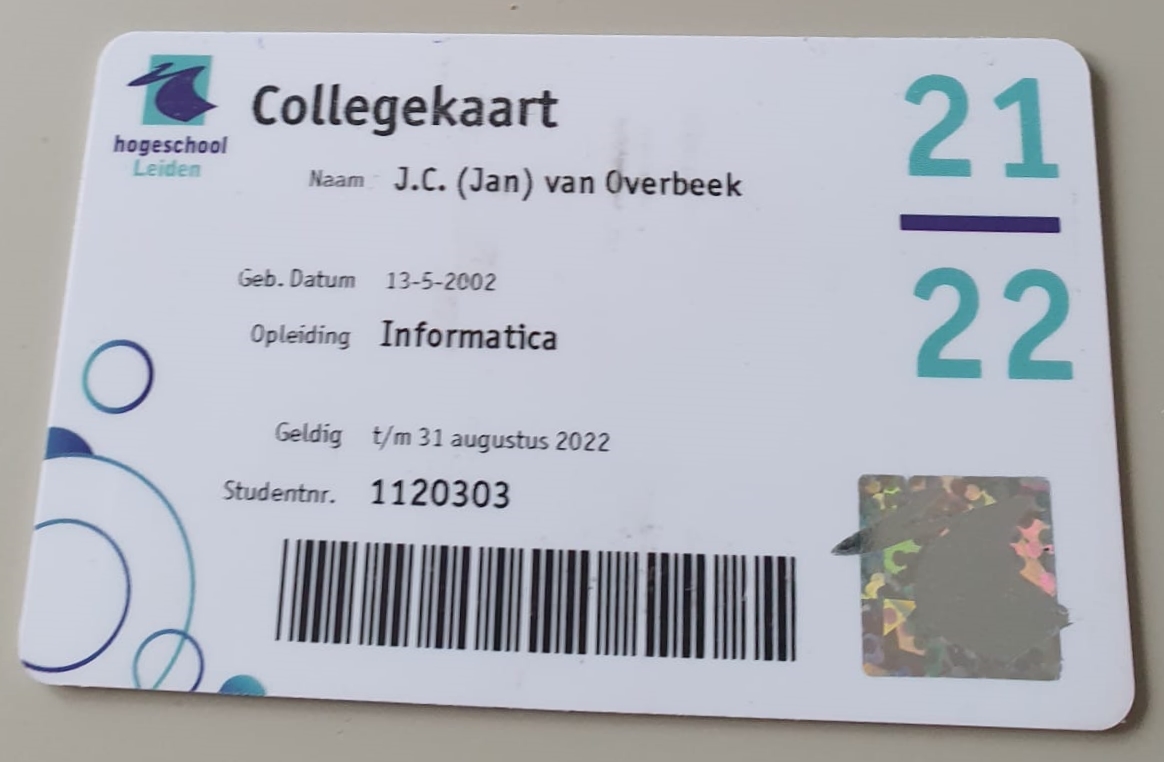 hogeschool
Leiden
Collegekaart
21
22
Naam J.C. (Jan) van Overbeek
Geb. Datum 13-5-2002
Opleiding Informatica
Geldig t/m 31 augustus 2022
Studentnr. 1120303